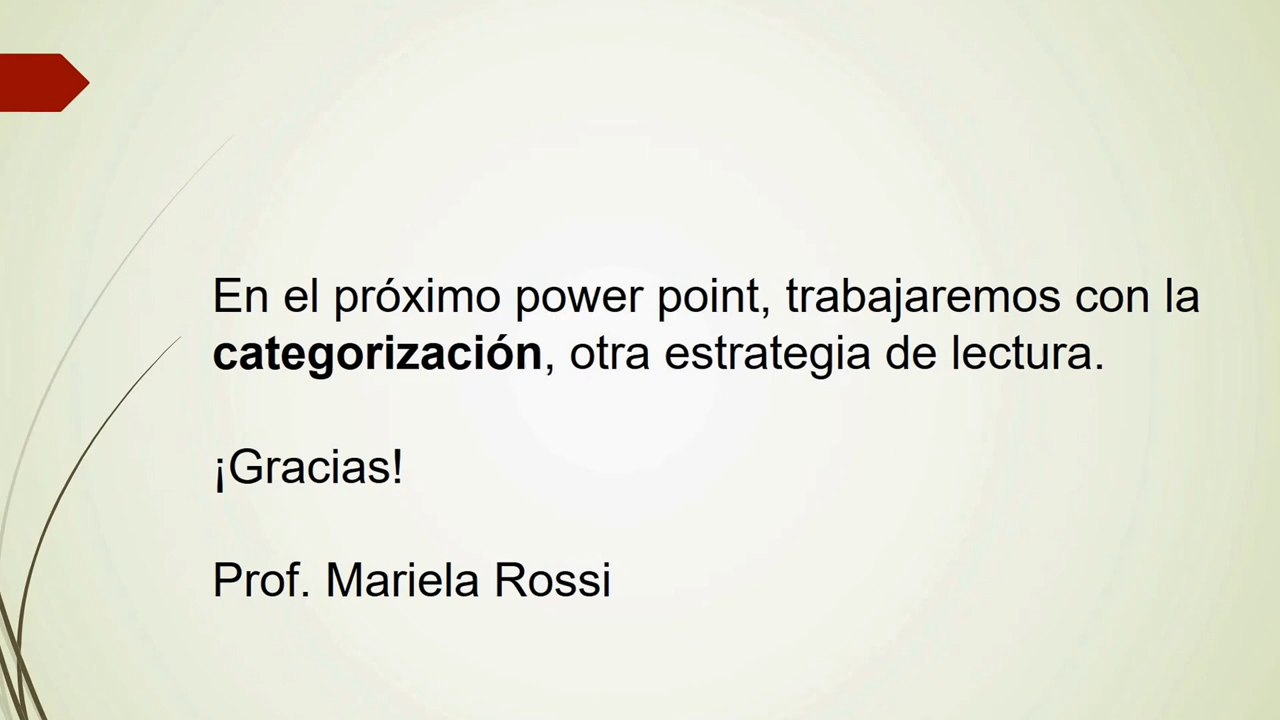 En el próximo power point, trabajaremos con la
categorización, otra estrategia de lectura.
¡Gracias!
Prof. Mariela Rossi